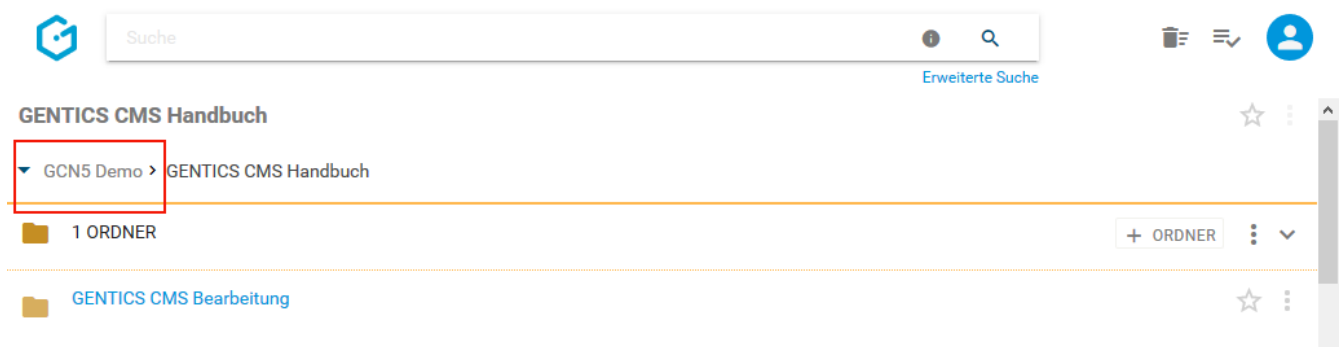 Suche
Erweiterte Suche
GENTICS CMS Handbuch
GCN5 Demo › GENTICS CMS Handbuch
1 ORDNER
+ ORDNER
GENTICS CMS Bearbeitung